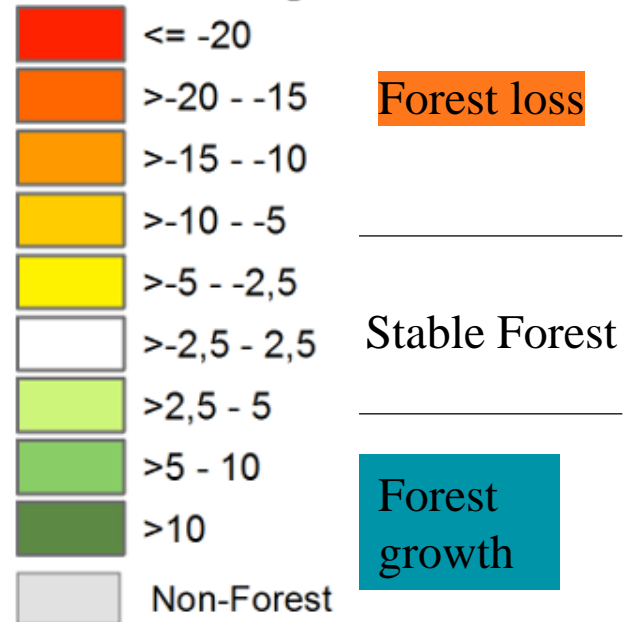 <= -20
>-20 - -15
Forest loss
>-15 - -10
>-10 - -5
>-5 - -2,5
>-2,5 - 2,5
Stable Forest
>2,5 - 5
>5 - 10
>10
Forest
growth
Non-Forest